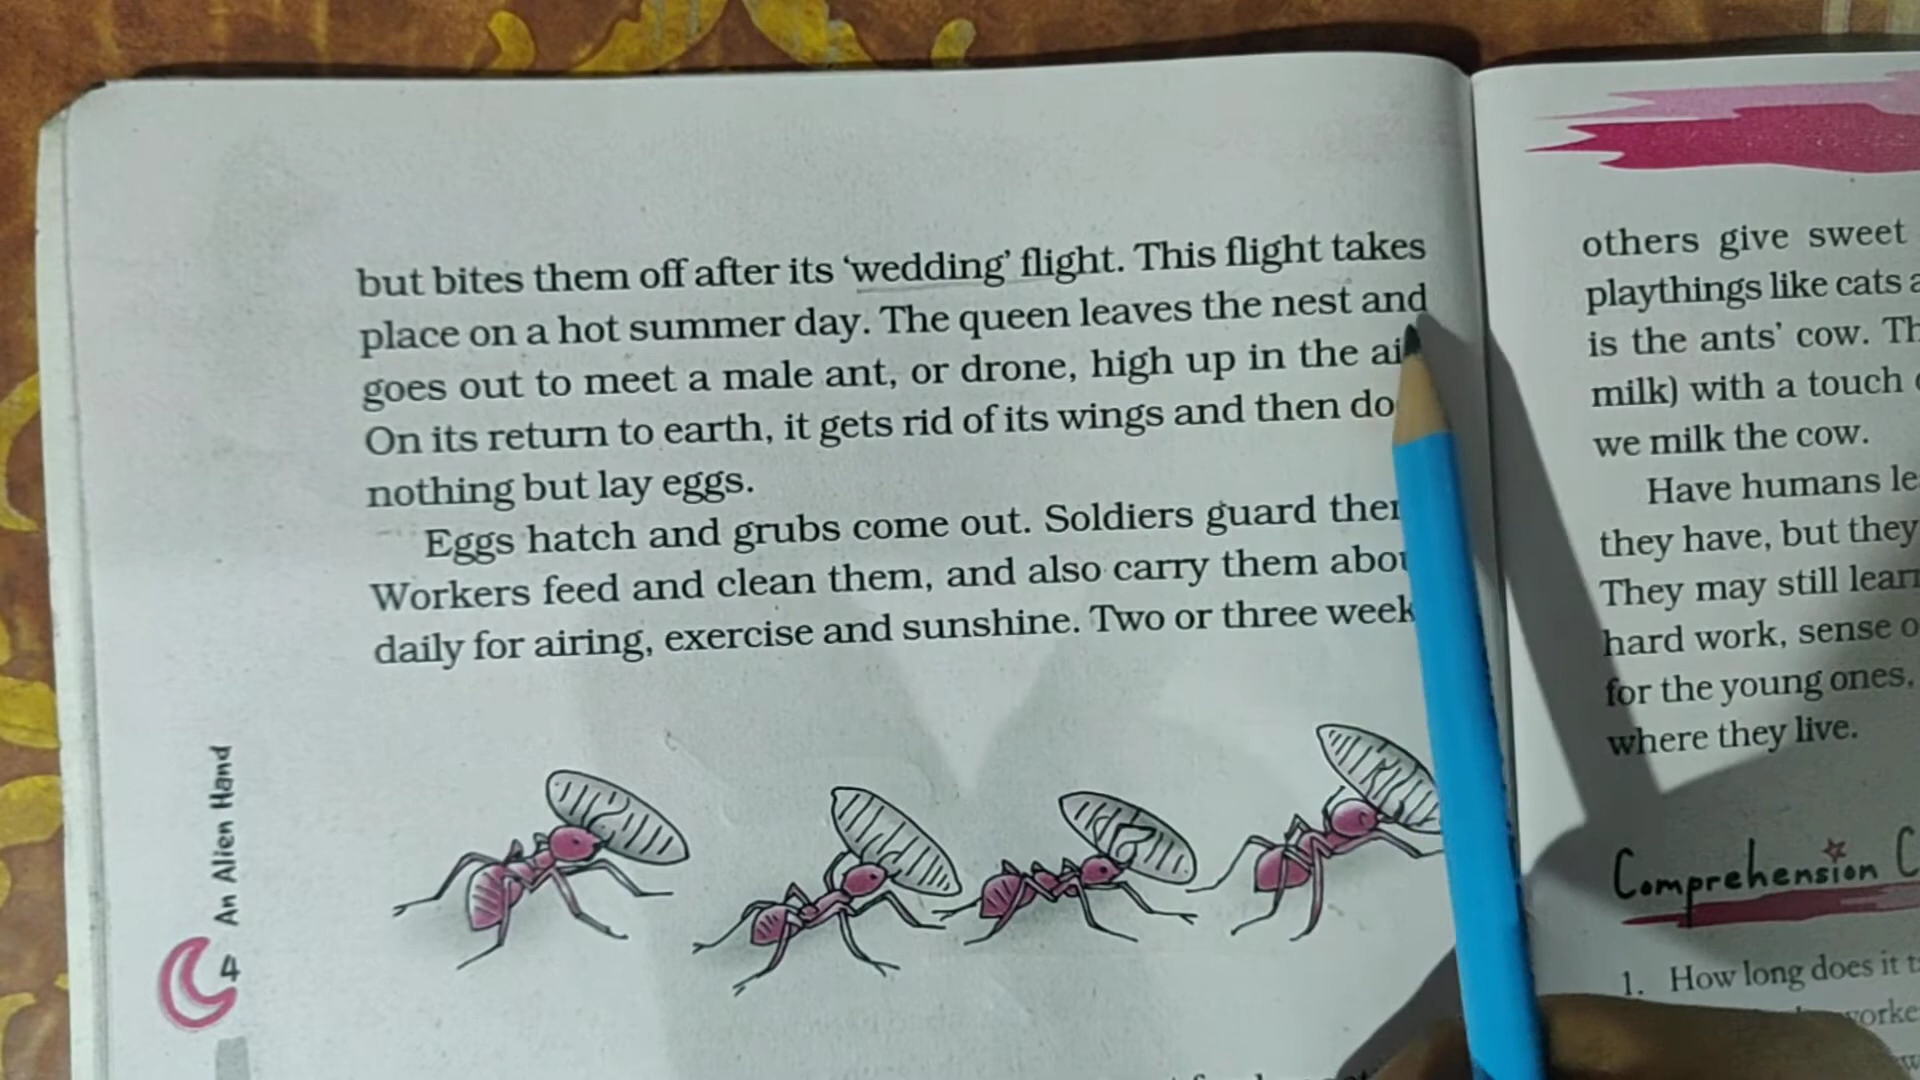 but bites them off after its ‘wedding’ flight. This flight takes
place on a hot summer day. The queen leaves the nest and
goes out to meet a male ant, or drone, high up in the
On its return to earth, it gets rid of its wings and then
nothing but lay eggs.
Eggs hatch and grubs come out. Soldiers guard
Workers feed and clean them, and also carry them
daily for airing, exercise and sunshine. Two or three
An Alien Hand
4
others give sweet
playthings like cats
is the ants’ cow.
milk) with a touch
we milk the cow.
Have humans
they have, but they
They may still
hard work, sense
for the young ones,
where they live.
Comprehension
1. How long does it